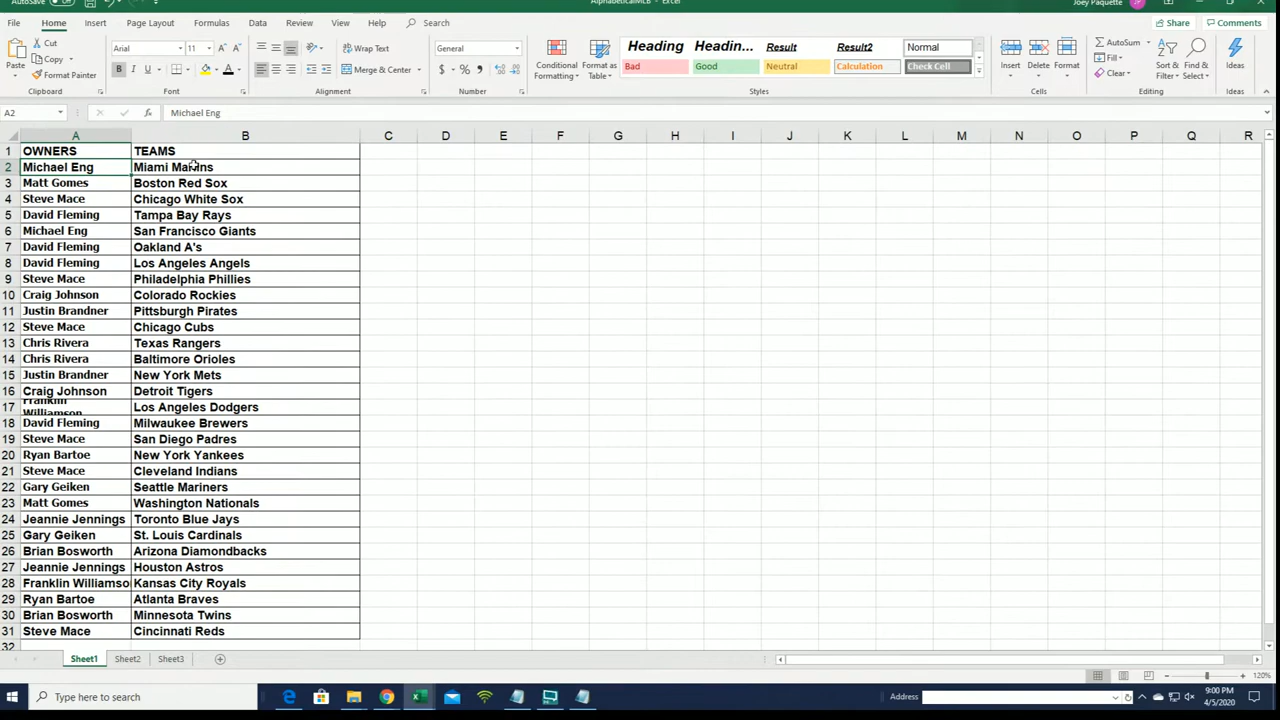 AutoSave Off AlphabeticalMLB - Excel Joey Paquette JP
File Home Insert Page Layout Formulas Data Review View Help Search Share Comments
Paste Cut Copy Format Painter Clipboard
Arial 11 A A B I U A Font
Wrap Text Merge & Center Alignment
General $ % , Number
Conditional Formatting Format as Table
Heading Headin... Result Result2 Normal
Bad Good Neutral Calculation Check Cell
Styles
Insert Delete Format Cells
AutoSum Fill Clear Sort & Filter Find & Select Editing
Ideas Ideas
A2 fx Michael Eng
A B C D E F G H I J K L M N O P Q R
1 OWNERS TEAMS
2 Michael Eng Miami Marlins
3 Matt Gomes Boston Red Sox
4 Steve Mace Chicago White Sox
5 David Fleming Tampa Bay Rays
6 Michael Eng San Francisco Giants
7 David Fleming Oakland A's
8 David Fleming Los Angeles Angels
9 Steve Mace Philadelphia Phillies
10 Craig Johnson Colorado Rockies
11 Justin Brandner Pittsburgh Pirates
12 Steve Mace Chicago Cubs
13 Chris Rivera Texas Rangers
14 Chris Rivera Baltimore Orioles
15 Justin Brandner New York Mets
16 Craig Johnson Detroit Tigers
17 Franklin Williamson Los Angeles Dodgers
18 David Fleming Milwaukee Brewers
19 Steve Mace San Diego Padres
20 Ryan Bartoe New York Yankees
21 Steve Mace Cleveland Indians
22 Gary Geiken Seattle Mariners
23 Matt Gomes Washington Nationals
24 Jeannie Jennings Toronto Blue Jays
25 Gary Geiken St. Louis Cardinals
26 Brian Bosworth Arizona Diamondbacks
27 Jeannie Jennings Houston Astros
28 Franklin Williamso Kansas City Royals
29 Ryan Bartoe Atlanta Braves
30 Brian Bosworth Minnesota Twins
31 Steve Mace Cincinnati Reds
32
Sheet1 Sheet2 Sheet3
120%
Type here to search Address 9:00 PM
4/5/2020